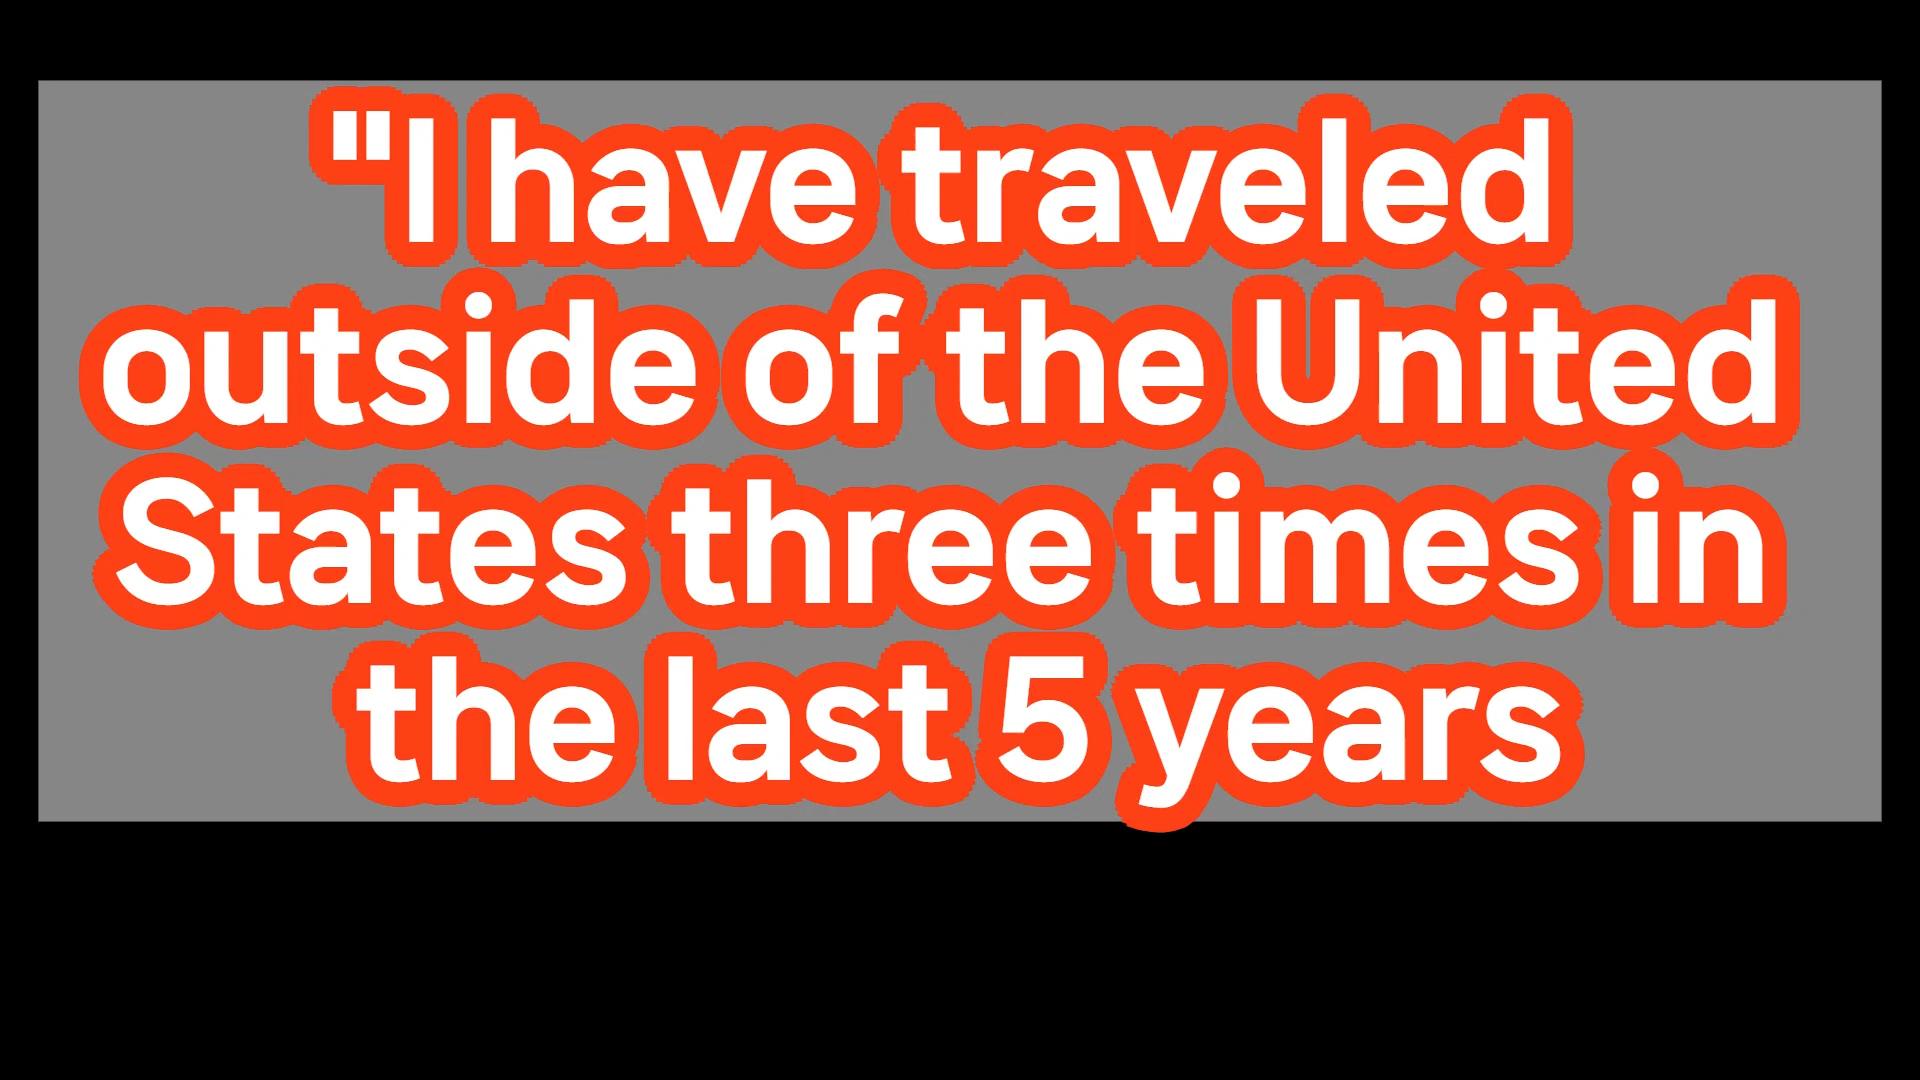 "I have traveled
outside of the United
States three times in
the last 5 years